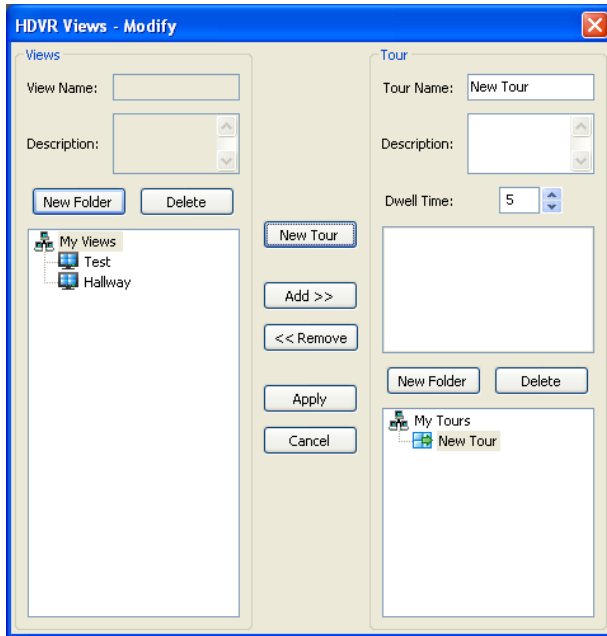 HDVR Views - Modify
Views
View Name:
Description:
New Folder
Delete
My Views
Test
Hallway
New Tour
Add >>
<< Remove
Apply
Cancel
Tour
Tour Name:
New Tour
Description:
Dwell Time:
5
New Folder
Delete
My Tours
New Tour